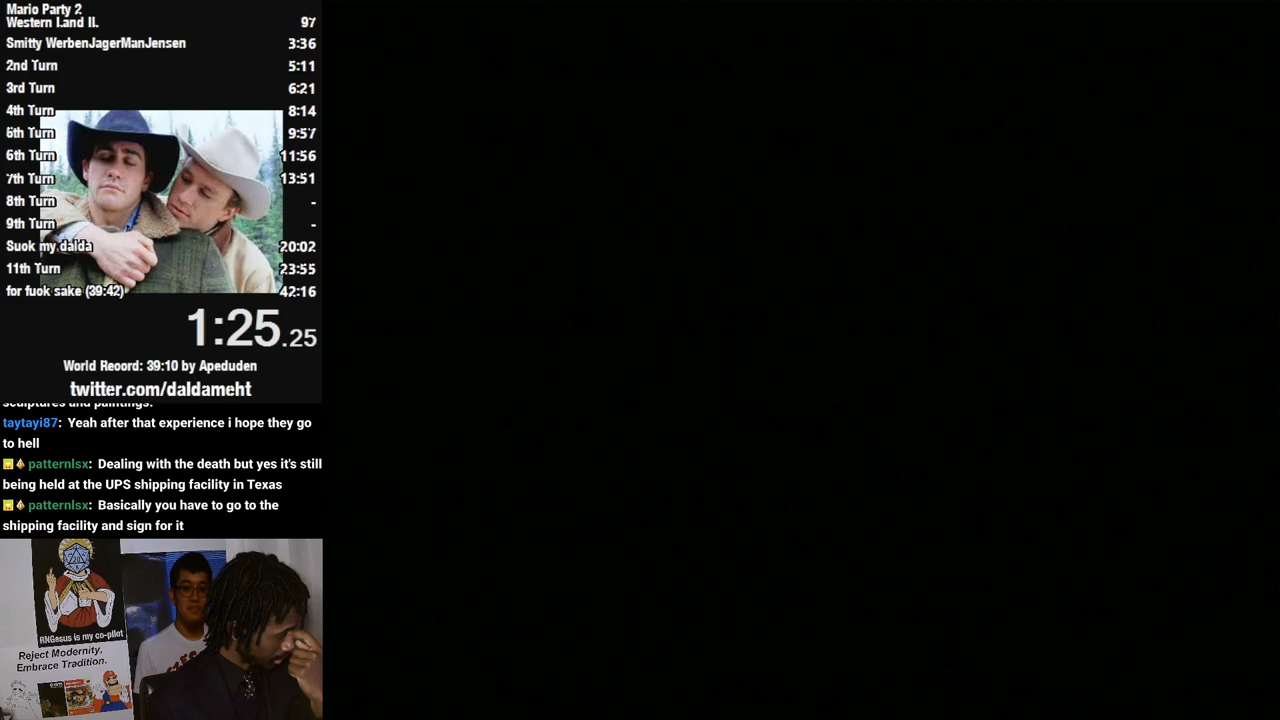 Mario Party 2
Western Land II. 97
Smitty WerbenJagerManJensen 3:36
2nd Turn 5:11
3rd Turn 6:21
4th Turn 8:14
5th Turn 9:57
6th Turn 11:56
7th Turn 13:51
8th Turn -
9th Turn -
Suok my dalda 20:02
11th Turn 23:55
for fuok sake (39:42) 42:16
1:25.25
World Reoord: 39:10 by Apeduden
twitter.com/daldameht
sculptures and paintings.
taytayi87: Yeah after that experience i hope they go
to hell
patternlsx: Dealing with the death but yes it's still
being held at the UPS shipping facility in Texas
patternlsx: Basically you have to go to the
shipping facility and sign for it
RNGesus is my co-pilot
Reject Modernity,
Embrace Tradition.